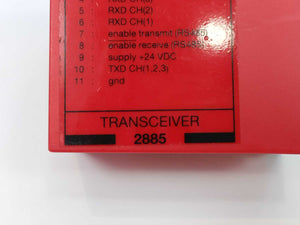 5 RXD CH(2)
6 RXD CH(1)
7 enable transmit (RS485)
8 enable receive (RS485)
9 supply +24 VDC
10 TXD CH(1,2,3)
11 gnd
TRANSCEIVER
2885